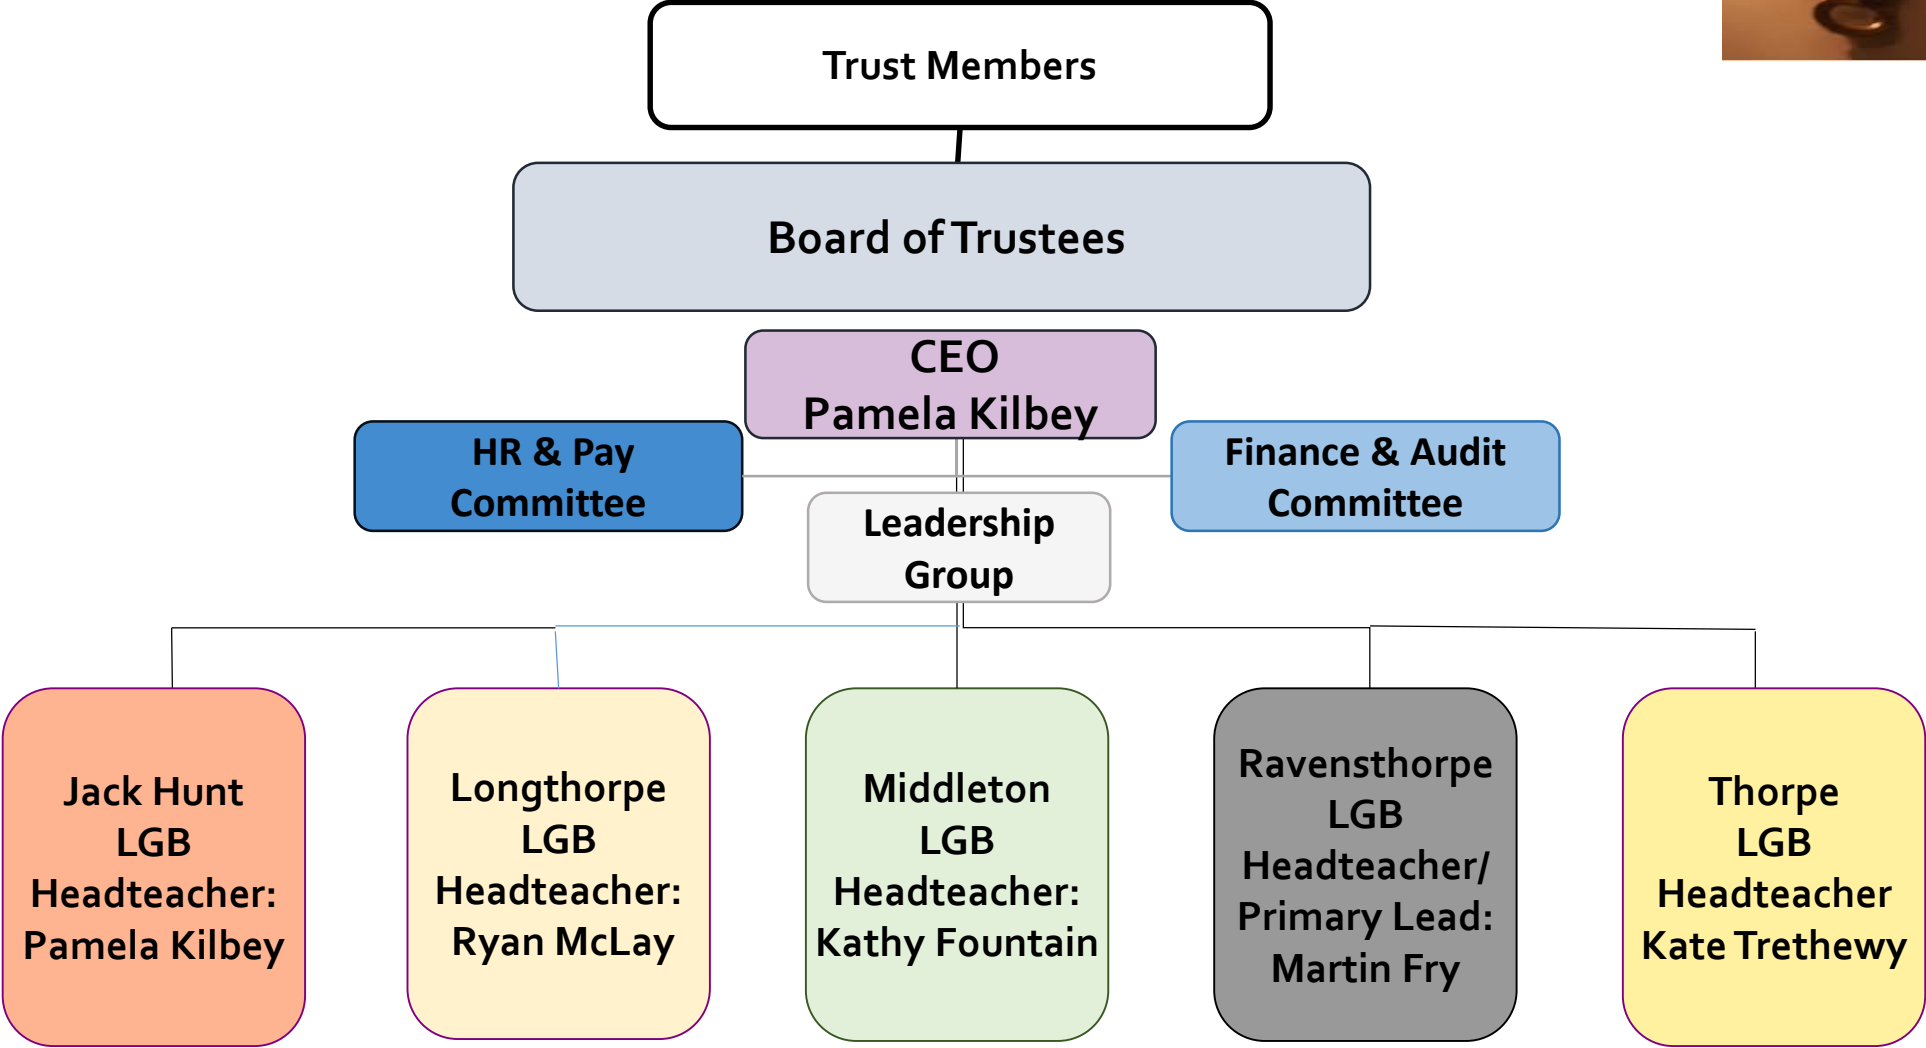 Trust Members
Board of Trustees
CEO
Pamela Kilbey
HR & Pay
Committee
Finance & Audit
Committee
Leadership
Group
Jack Hunt
LGB
Headteacher:
Pamela Kilbey
Longthorpe
LGB
Headteacher:
Ryan McLay
Middleton
LGB
Headteacher:
Kathy Fountain
Ravensthorpe
LGB
Headteacher/
Primary Lead:
Martin Fry
Thorpe
LGB
Headteacher
Kate Trethewy